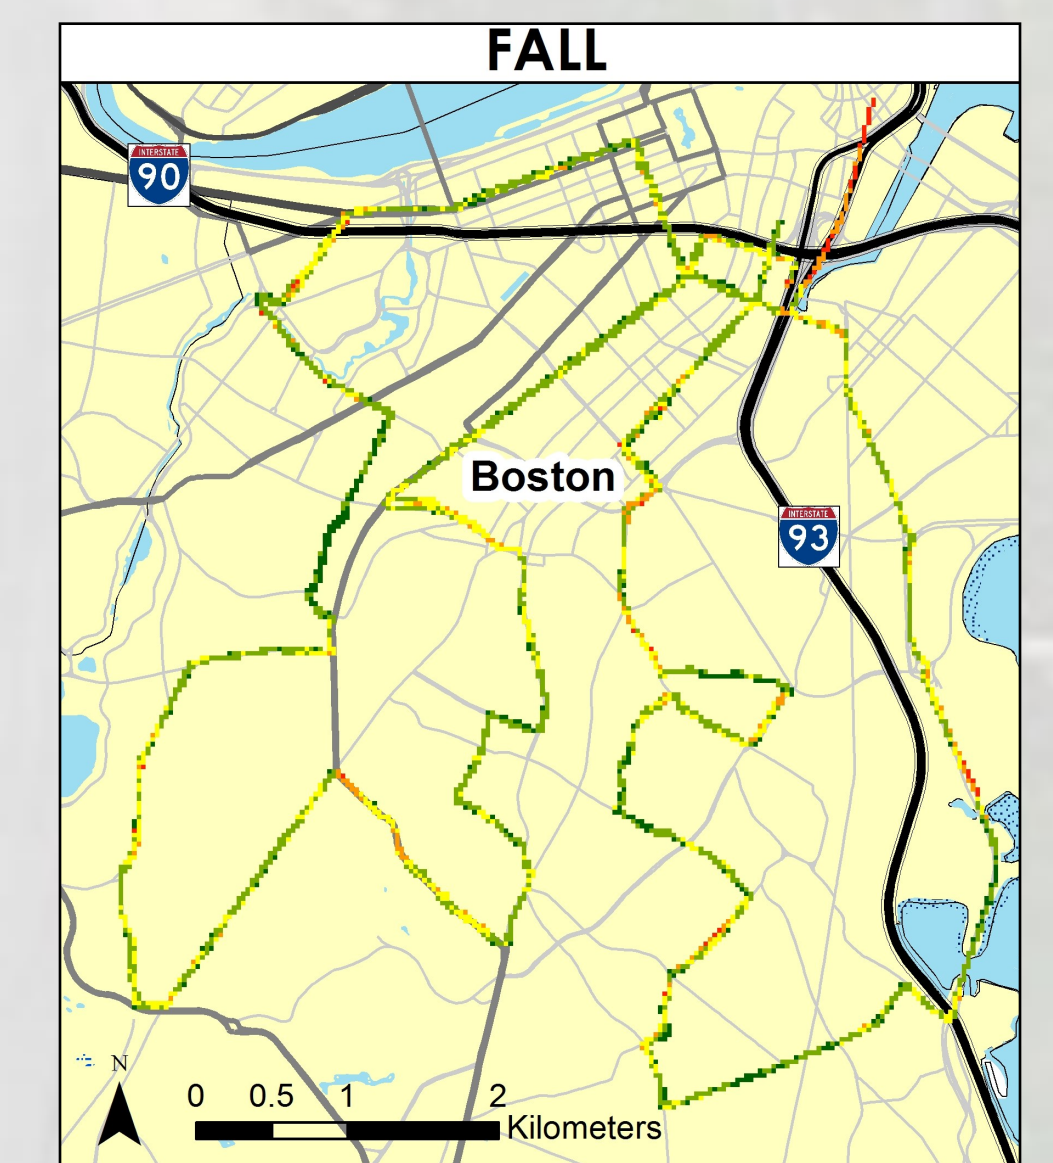 FALL
INTERSTATE
90
Boston
INTERSTATE
93
N
0 0.5 1 2
Kilometers